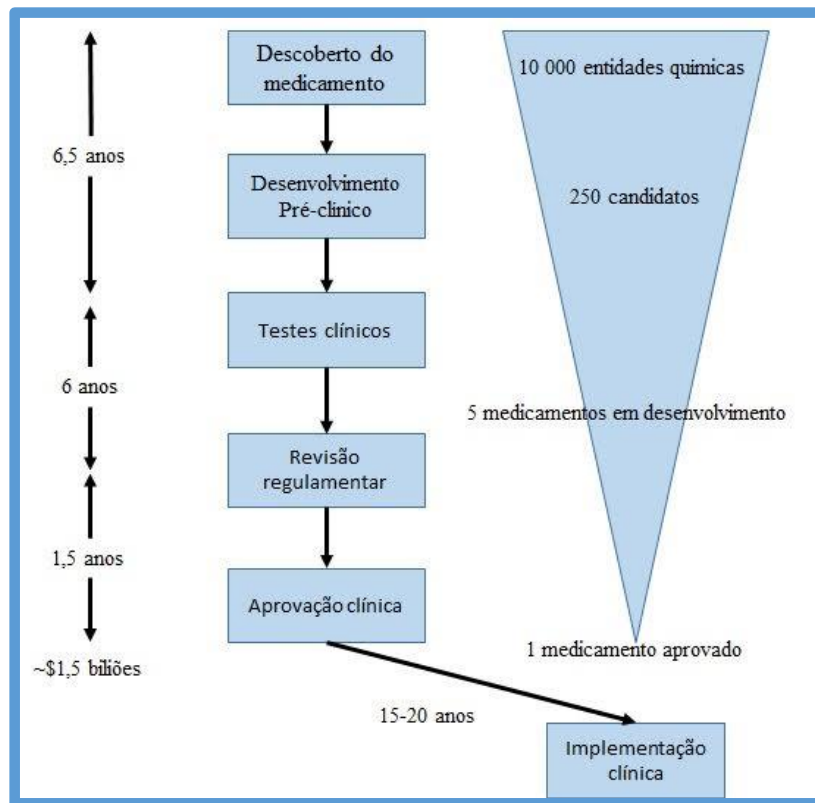 Descoberto do
medicamento
10 000 entidades quimicas
6,5 anos
Desenvolvimento
Pré-clinico
250 candidatos
Testes clínicos
6 anos
5 medicamentos em desenvolvimento
Revisão
regulamentar
1,5 anos
Aprovação clínica
1 medicamento aprovado
~$1,5 biliões
15-20 anos
Implementação
clínica